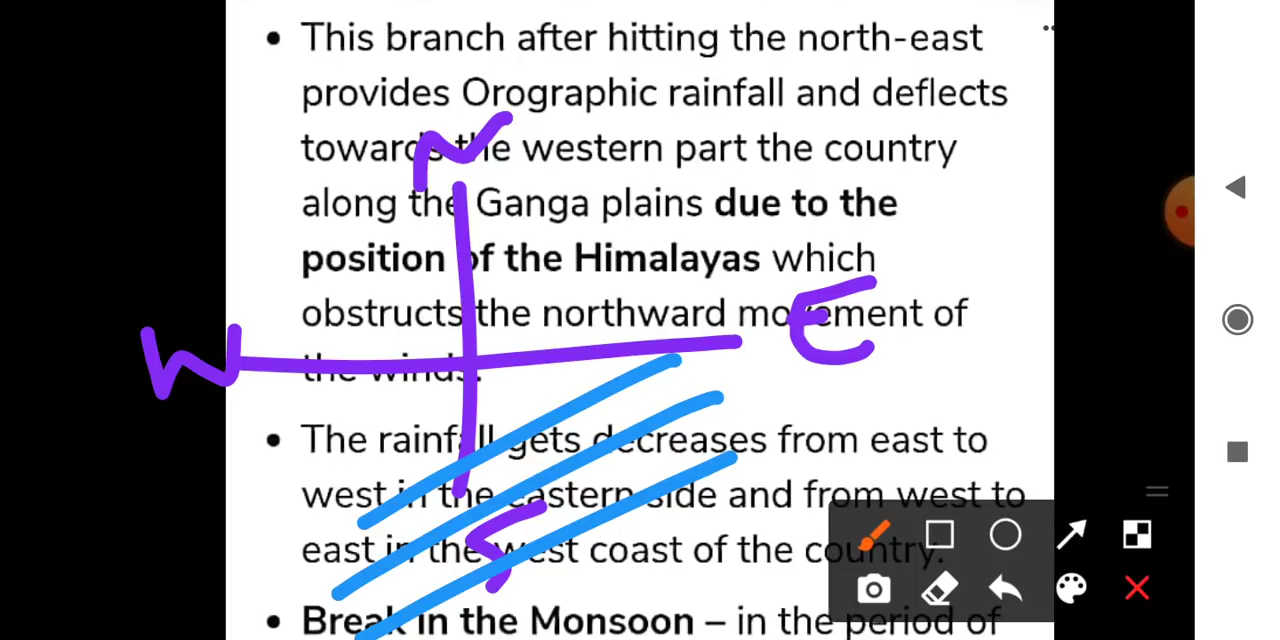 • This branch after hitting the north-east
provides Orographic rainfall and deflects
towards the western part the country
N
along the Ganga plains due to the
position of the Himalayas which
obstructs the northward movement of
E
W
the winds.
• The rainfall gets decreases from east to
west in the eastern side and from west to
east in the west coast of the country.
S
• Break in the Monsoon – in the period of